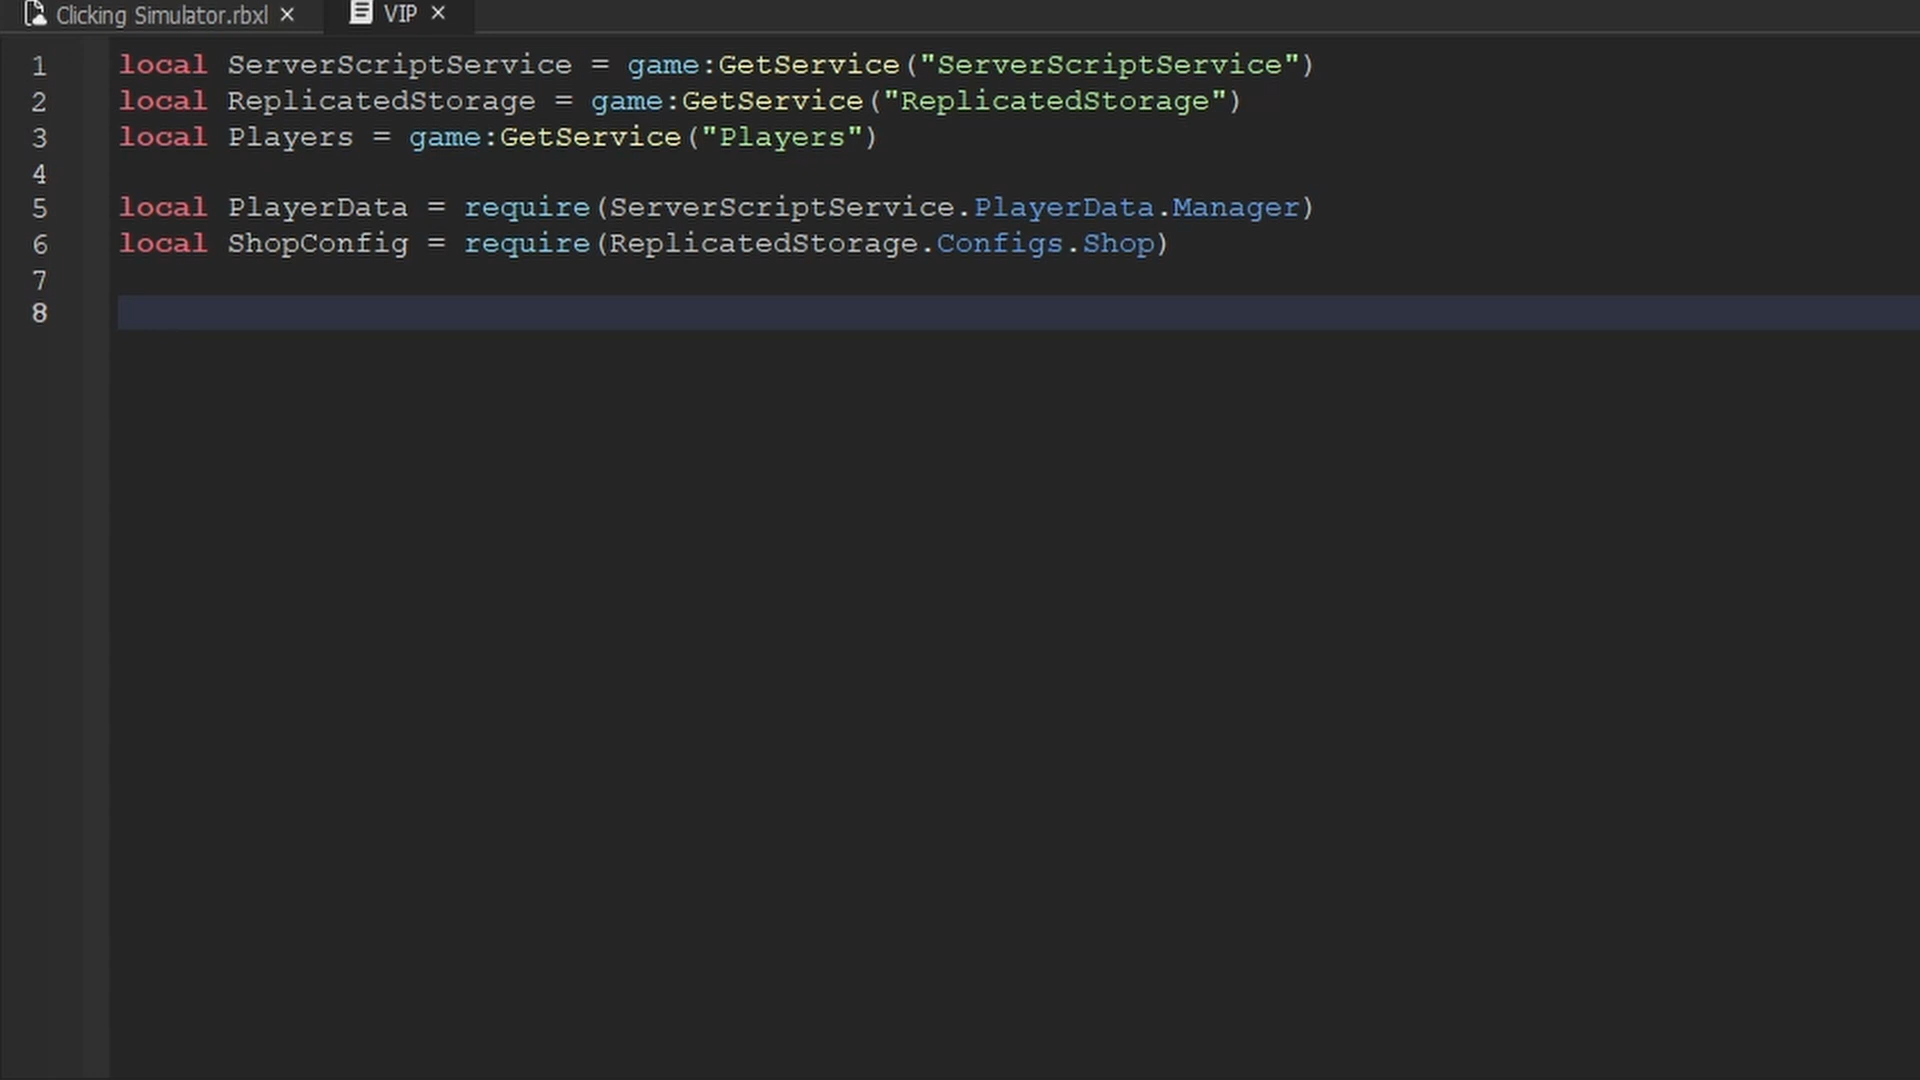 Clicking Simulator.rbxl × VIP ×
1 local ServerScriptService = game:GetService("ServerScriptService")
2 local ReplicatedStorage = game:GetService("ReplicatedStorage")
3 local Players = game:GetService("Players")
4
5 local PlayerData = require(ServerScriptService.PlayerData.Manager)
6 local ShopConfig = require(ReplicatedStorage.Configs.Shop)
7
8